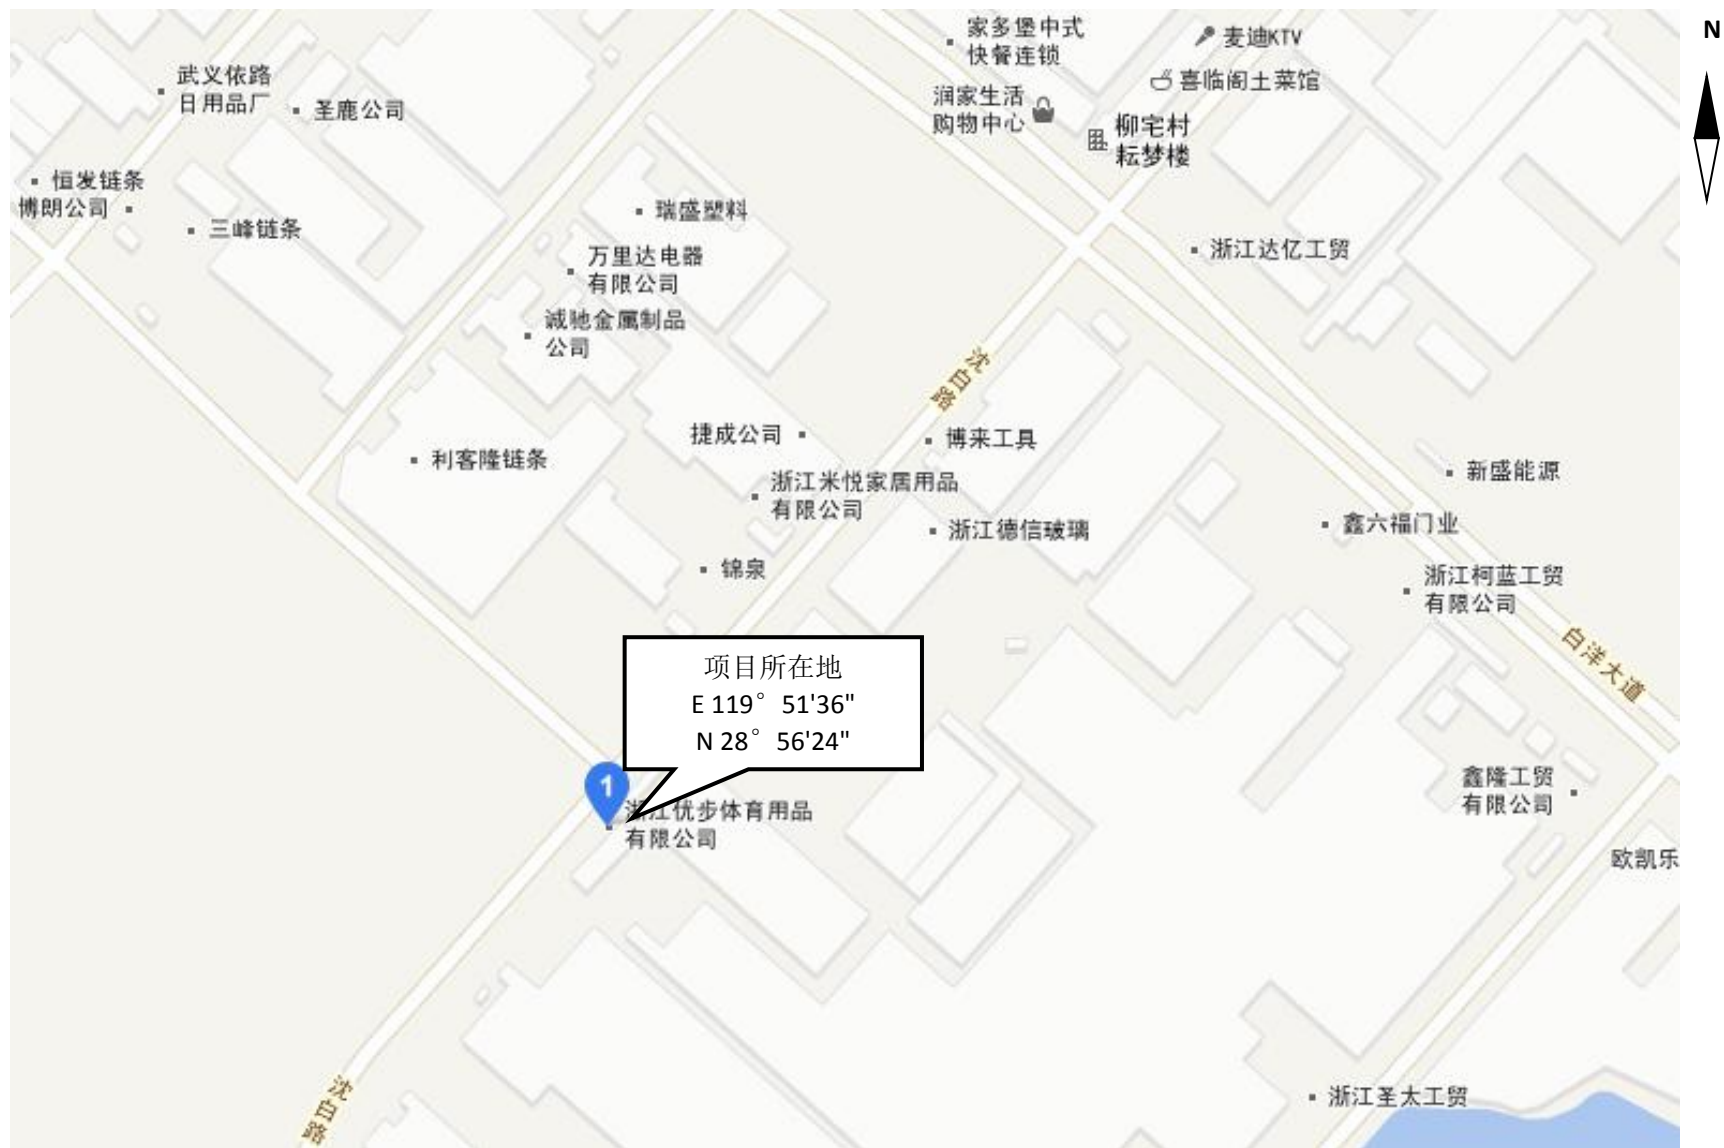 家多堡中式
快餐连锁
麦迪KTV
N
喜临阁土菜馆
武义依路
日用品厂
圣鹿公司
润家生活
购物中心
柳宅村
耘梦楼
恒发链条
博朗公司
三峰链条
瑞盛塑料
万里达电器
有限公司
浙江达亿工贸
诚驰金属制品
公司
沈白路
捷成公司
博来工具
利客隆链条
浙江米悦家居用品
有限公司
新盛能源
浙江德信玻璃
鑫六福门业
锦泉
浙江柯蓝工贸
有限公司
白洋大道
项目所在地
E 119°51'36"
N 28°56'24"
1
浙江优步体育用品
有限公司
鑫隆工贸
有限公司
欧凯乐
沈白路
浙江圣太工贸